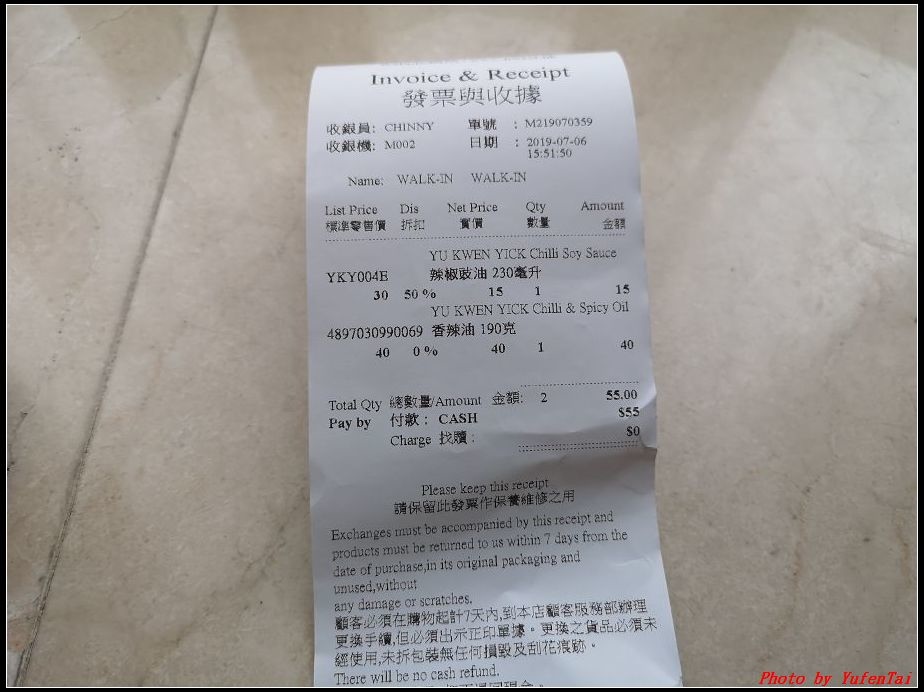 Invoice & Receipt
發票與收據
收銀員: CHINNY 單號 : M219070359
收銀機: M002 日期 : 2019-07-06
15:51:50
Name: WALK-IN WALK-IN
List Price Dis Net Price Qty Amount
標準零售價 折扣 實價 數量 金額
YU KWEN YICK Chilli Soy Sauce
YKY004E 辣椒豉油 230毫升
30 50 % 15 1 15
YU KWEN YICK Chilli & Spicy Oil
4897030990069 香辣油 190克
40 0 % 40 1 40
Total Qty 總數量/Amount 金額: 2 55.00
Pay by 付款 : CASH $55
Charge 找贖 : $0
Please keep this receipt
請保留此發票作保養維修之用
Exchanges must be accompanied by this receipt and
products must be returned to us within 7 days from the
date of purchase,in its original packaging and
unused,without
any damage or scratches.
顧客必須在購物起計7天內,到本店顧客服務部辦理
更換手續,但必須出示正印單據。更換之貨品必須未
經使用,未拆包裝無任何損毀及刮花痕跡。
There will be no cash refund.
Photo by YufenTai